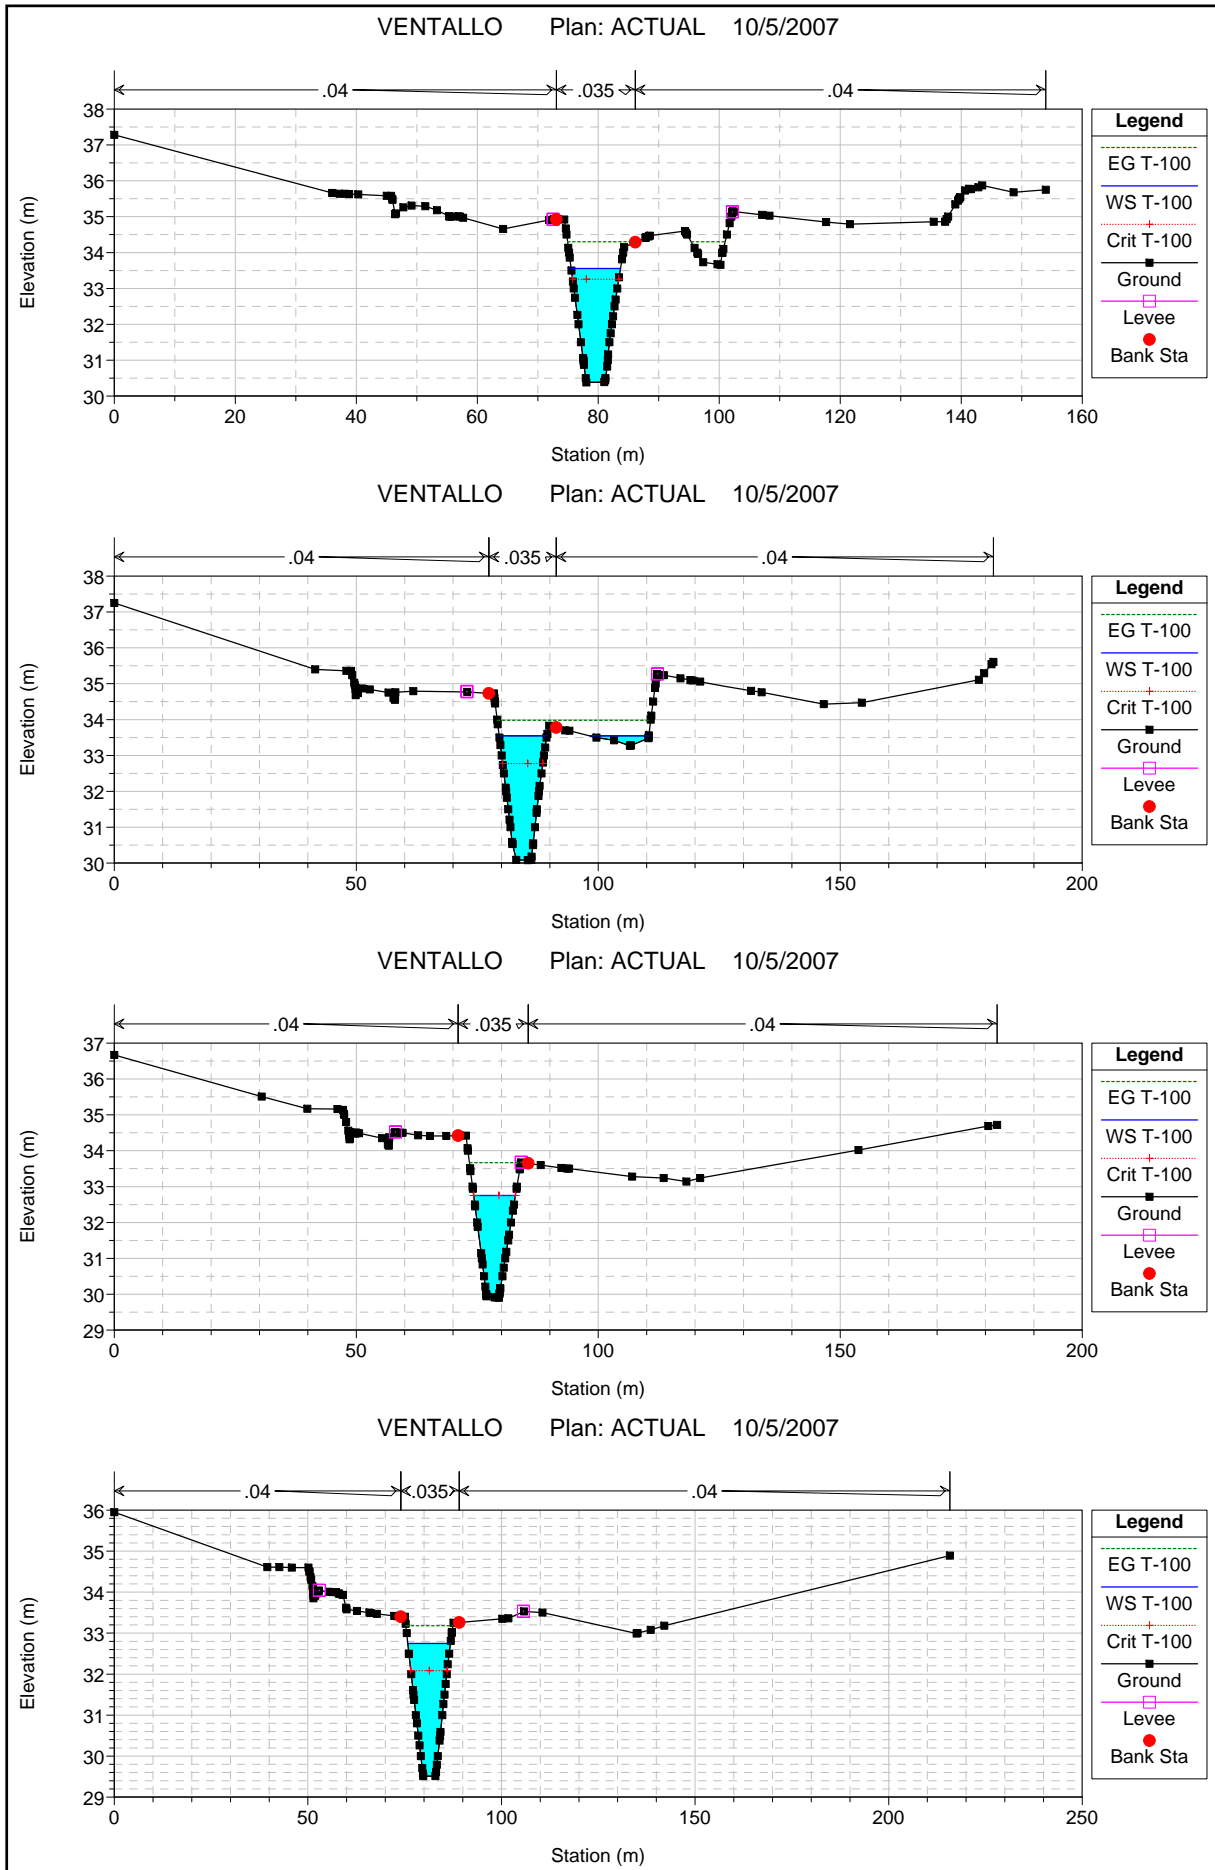 VENTALLO Plan: ACTUAL 10/5/2007
.04 .035 .04
38
37
36
35
34
33
32
31
30
Elevation (m)
0 20 40 60 80 100 120 140 160
Station (m)
Legend
EG T-100
WS T-100
Crit T-100
Ground
Levee
Bank Sta
VENTALLO Plan: ACTUAL 10/5/2007
.04 .035 .04
38
37
36
35
34
33
32
31
30
Elevation (m)
0 50 100 150 200
Station (m)
Legend
EG T-100
WS T-100
Crit T-100
Ground
Levee
Bank Sta
VENTALLO Plan: ACTUAL 10/5/2007
.04 .035 .04
37
36
35
34
33
32
31
30
29
Elevation (m)
0 50 100 150 200
Station (m)
Legend
EG T-100
WS T-100
Crit T-100
Ground
Levee
Bank Sta
VENTALLO Plan: ACTUAL 10/5/2007
.04 .035 .04
36
35
34
33
32
31
30
29
Elevation (m)
0 50 100 150 200 250
Station (m)
Legend
EG T-100
WS T-100
Crit T-100
Ground
Levee
Bank Sta